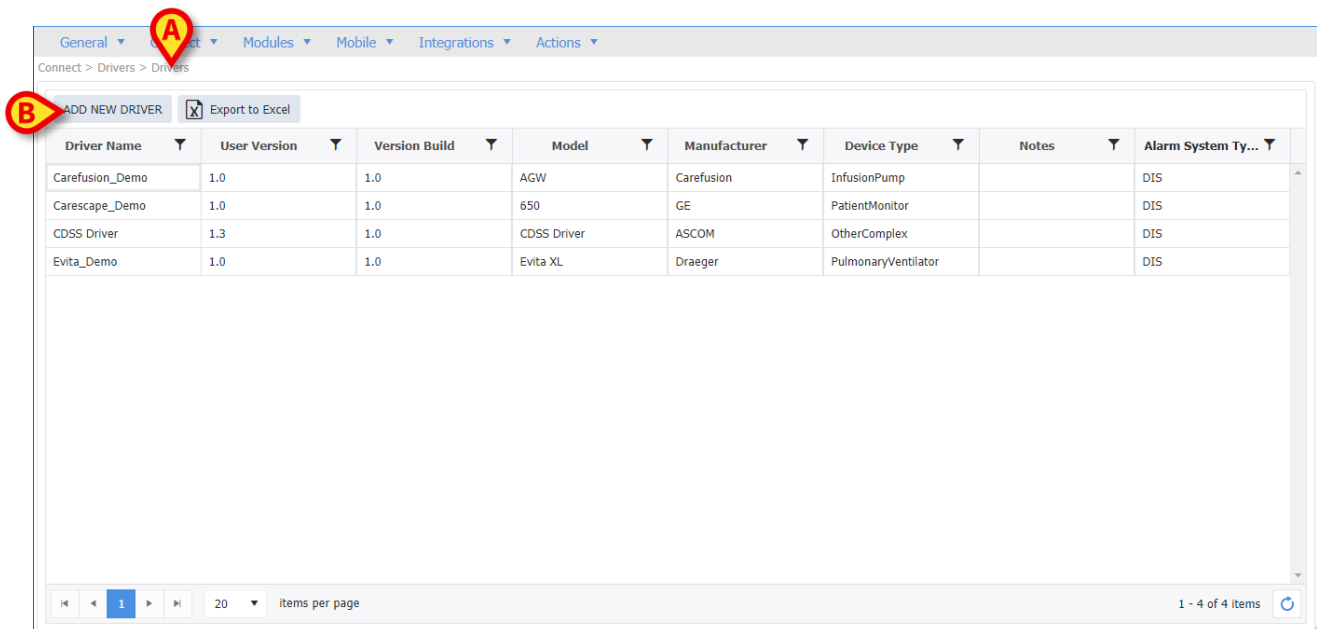 A
General Connect Modules Mobile Integrations Actions
Connect > Drivers > Drivers
B
ADD NEW DRIVER Export to Excel
Driver Name User Version Version Build Model Manufacturer Device Type Notes Alarm System Ty...
Carefusion_Demo 1.0 1.0 AGW Carefusion InfusionPump DIS
Carescape_Demo 1.0 1.0 650 GE PatientMonitor DIS
CDSS Driver 1.3 1.0 CDSS Driver ASCOM OtherComplex DIS
Evita_Demo 1.0 1.0 Evita XL Draeger PulmonaryVentilator DIS
1 20 items per page 1 - 4 of 4 items